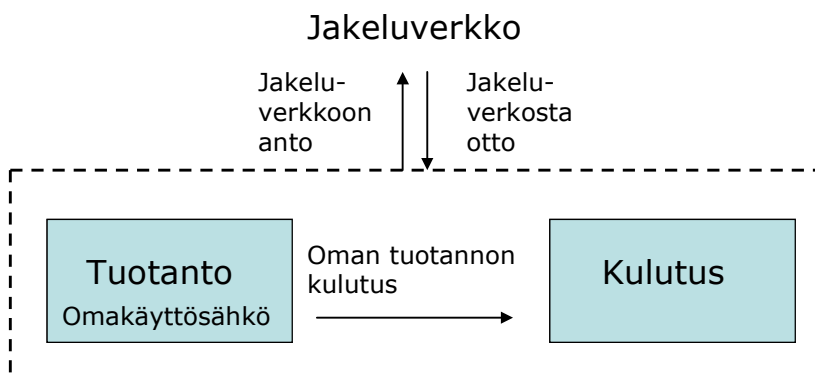 Jakeluverkko
Jakelu-
verkkoon
anto
Jakelu-
verkosta
otto
Tuotanto
Omakäyttösähkö
Oman tuotannon
kulutus
Kulutus